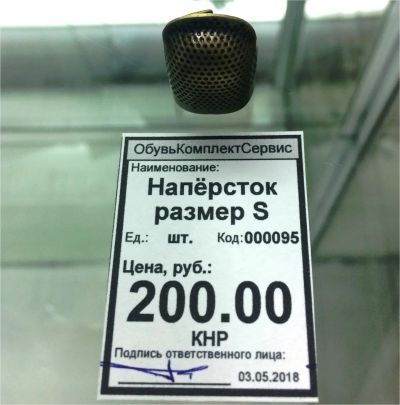 ОбувьКомплектСервис
Наименование:
Напёрсток
размер S
Ед.: шт. Код:000095
Цена, руб.:
200.00
КНР
Подпись ответственного лица:
03.05.2018